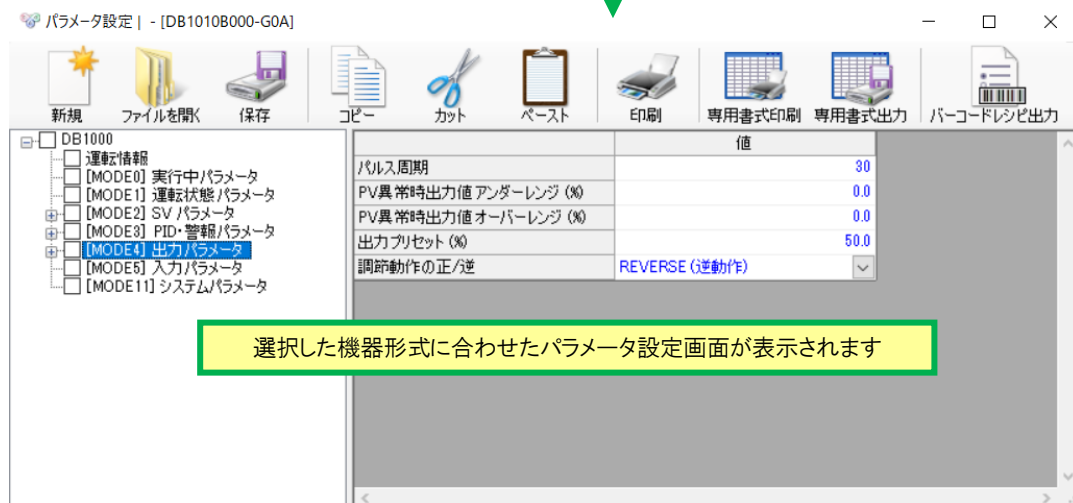 パラメータ設定 | - [DB1010B000-G0A]
新規 ファイルを開く 保存 コピー カット ペースト 印刷 専用書式印刷 専用書式出力 バーコードレシピ出力
DB1000
運転情報
[MODE0] 実行中パラメータ
[MODE1] 運転状態パラメータ
[MODE2] SV パラメータ
[MODE3] PID・警報パラメータ
[MODE4] 出力パラメータ
[MODE5] 入力パラメータ
[MODE11] システムパラメータ
値
パルス周期 30
PV異常時出力値 アンダーレンジ (%) 0.0
PV異常時出力値 オーバーレンジ (%) 0.0
出力プリセット (%) 50.0
調節動作の正/逆 REVERSE (逆動作)
選択した機器形式に合わせたパラメータ設定画面が表示されます